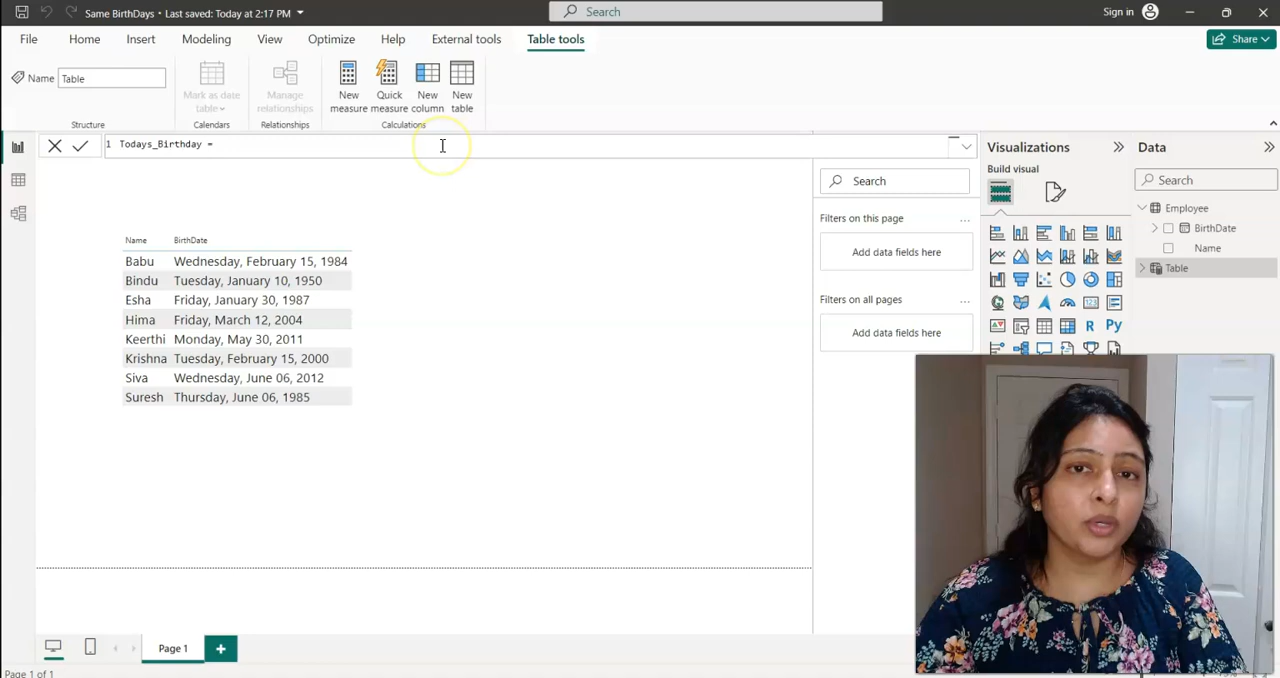 Same BirthDays • Last saved: Today at 2:17 PM
Search
Sign in
File Home Insert Modeling View Optimize Help External tools Table tools
Share
Name Table
Mark as date table
Manage relationships
New measure
Quick measure
New column
New table
Structure
Calendars
Relationships
Calculations
1 Todays_Birthday =
Visualizations
Data
Build visual
Search
Search
Filters on this page
Add data fields here
Filters on all pages
Add data fields here
Employee
BirthDate
Name
Table
R
Py
Name BirthDate
Babu Wednesday, February 15, 1984
Bindu Tuesday, January 10, 1950
Esha Friday, January 30, 1987
Hima Friday, March 12, 2004
Keerthi Monday, May 30, 2011
Krishna Tuesday, February 15, 2000
Siva Wednesday, June 06, 2012
Suresh Thursday, June 06, 1985
Page 1
Page 1 of 1